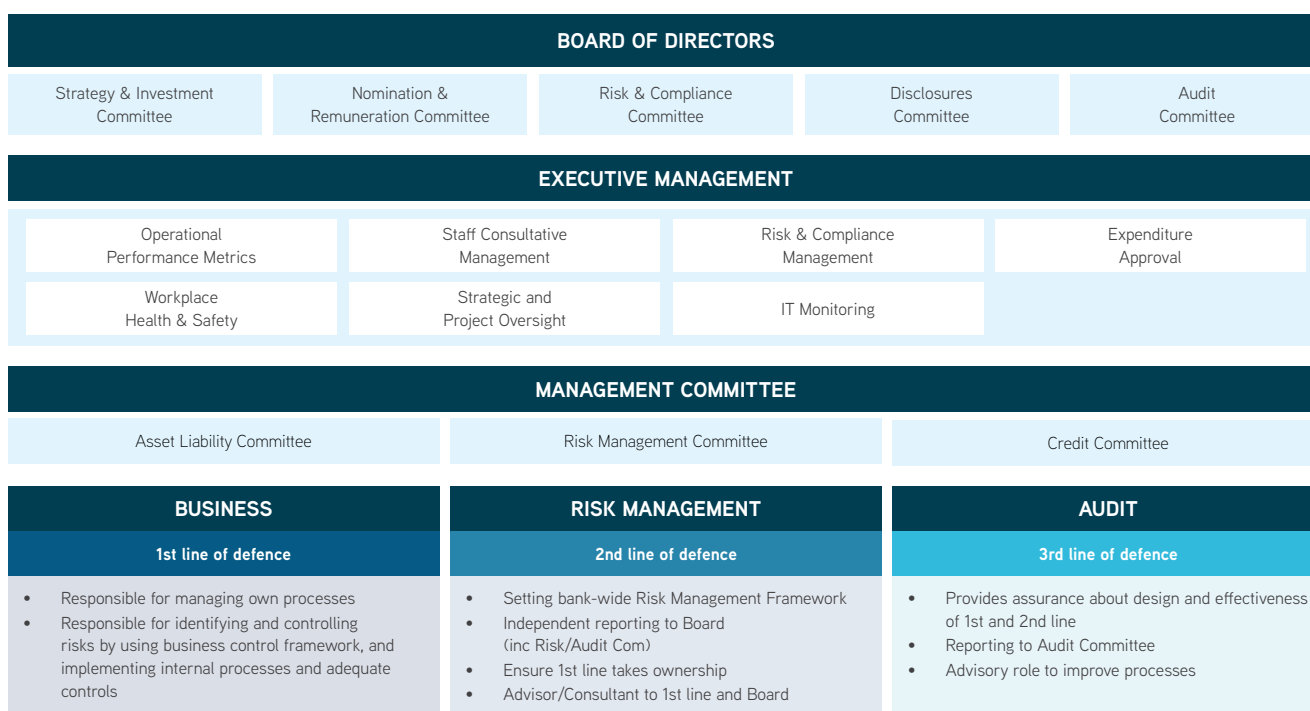 BOARD OF DIRECTORS
Strategy & Investment
Committee
Nomination &
Remuneration Committee
Risk & Compliance
Committee
Disclosures
Committee
Audit
Committee
EXECUTIVE MANAGEMENT
Operational
Performance Metrics
Staff Consultative
Management
Risk & Compliance
Management
Expenditure
Approval
Workplace
Health & Safety
Strategic and
Project Oversight
IT Monitoring
MANAGEMENT COMMITTEE
Asset Liability Committee
Risk Management Committee
Credit Committee
BUSINESS
1st line of defence
• Responsible for managing own processes
• Responsible for identifying and controlling
risks by using business control framework, and
implementing internal processes and adequate
controls
RISK MANAGEMENT
2nd line of defence
• Setting bank-wide Risk Management Framework
• Independent reporting to Board
(inc Risk/Audit Com)
• Ensure 1st line takes ownership
• Advisor/Consultant to 1st line and Board
AUDIT
3rd line of defence
• Provides assurance about design and effectiveness
of 1st and 2nd line
• Reporting to Audit Committee
• Advisory role to improve processes